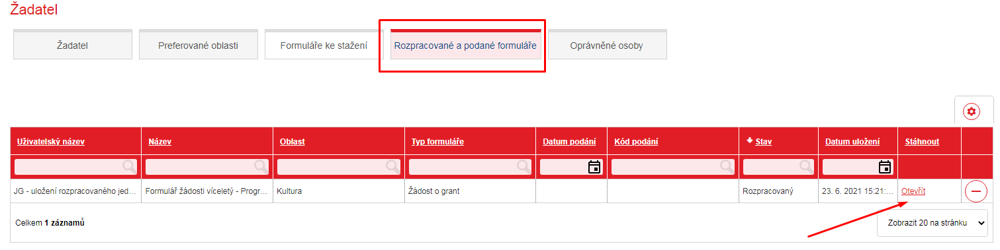 Žadatel
Žadatel Preferované oblasti Formuláře ke stažení Rozpracované a podané formuláře Oprávněné osoby
Uživatelský název Název Oblast Typ formuláře Datum podání Kód podání Stav Datum uložení Stáhnout
JG - uložení rozpracovaného jed… Formulář žádosti víceletý - Progr… Kultura Žádost o grant Rozpracovaný 23. 6. 2021 15:21:… Otevřít
Celkem 1 záznamů Zobrazit 20 na stránku